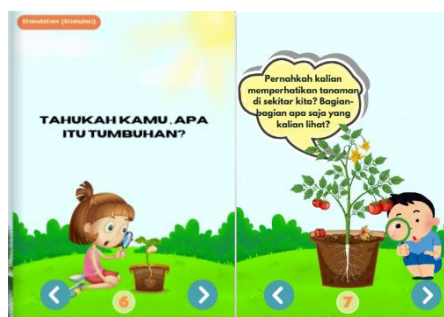 Stimulation (Stimulus)
TAHUKAH KAMU, APA
ITU TUMBUHAN?
6
Pernahkah kalian
memperhatikan tanaman
di sekitar kita? Bagian-
bagian apa saja yang
kalian lihat?
7